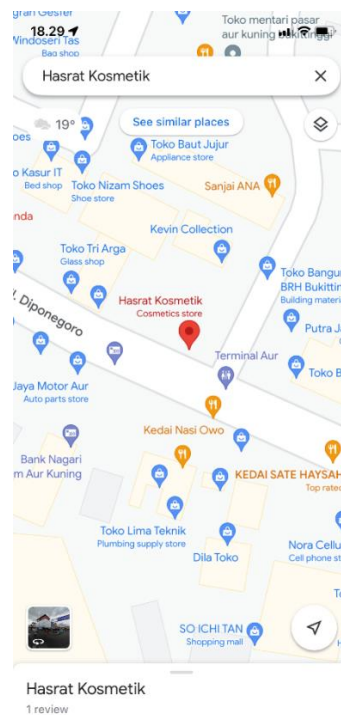 18.29
Toko mentari pasar
aur kuning bukittinggi
Windoseri Tas
Bag shop
Hasrat Kosmetik
19°
See similar places
Toko Baut Jujur
Appliance store
Kasur IT
Bed shop
Toko Nizam Shoes
Shoe store
Sanjai ANA
nda
Kevin Collection
Toko Tri Arga
Glass shop
Toko Bangu
BRH Bukittin
Building materi
Hasrat Kosmetik
Cosmetics store
Diponegoro
Putra Ja
Terminal Aur
Toko B
Jaya Motor Aur
Auto parts store
Kedai Nasi Owo
Bank Nagari
m Aur Kuning
KEDAI SATE HAYSAH
Top rated
Toko Lima Teknik
Plumbing supply store
Dila Toko
Nora Cellu
Cell phone st
SO ICHI TAN
Shopping mall
Hasrat Kosmetik
1 review